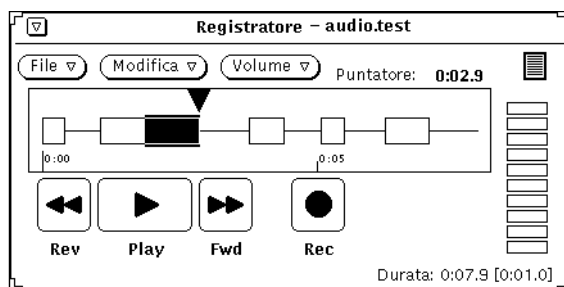 Registratore – audio.test
File Modifica Volume Puntatore: 0:02.9
0:00 0:05
Rev Play Fwd Rec
Durata: 0:07.9 [0:01.0]